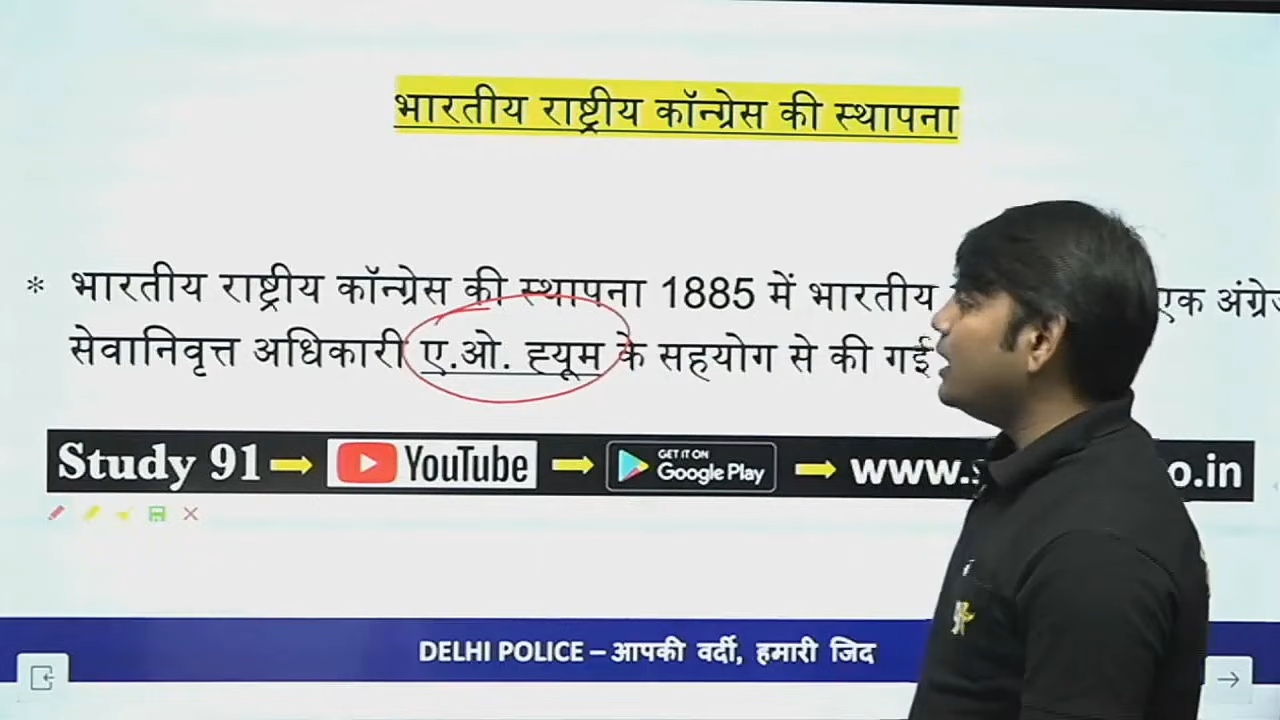 भारतीय राष्ट्रीय कॉन्ग्रेस की स्थापना
* भारतीय राष्ट्रीय कॉन्ग्रेस की स्थापना 1885 में भारतीय एक अंग्रेज
सेवानिवृत्त अधिकारी ए.ओ. ह्यूम के सहयोग से की गई
Study 91 YouTube GET IT ON Google Play www.s o.in
DELHI POLICE – आपकी वर्दी, हमारी जिद